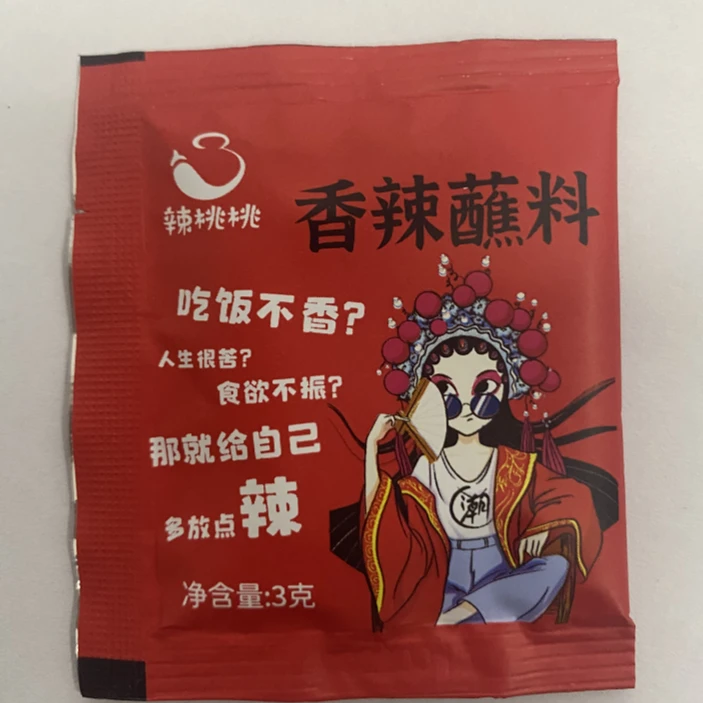 辣桃桃
香辣蘸料
吃饭不香?
人生很苦?
食欲不振?
那就给自己
多放点辣
潮
净含量:3克